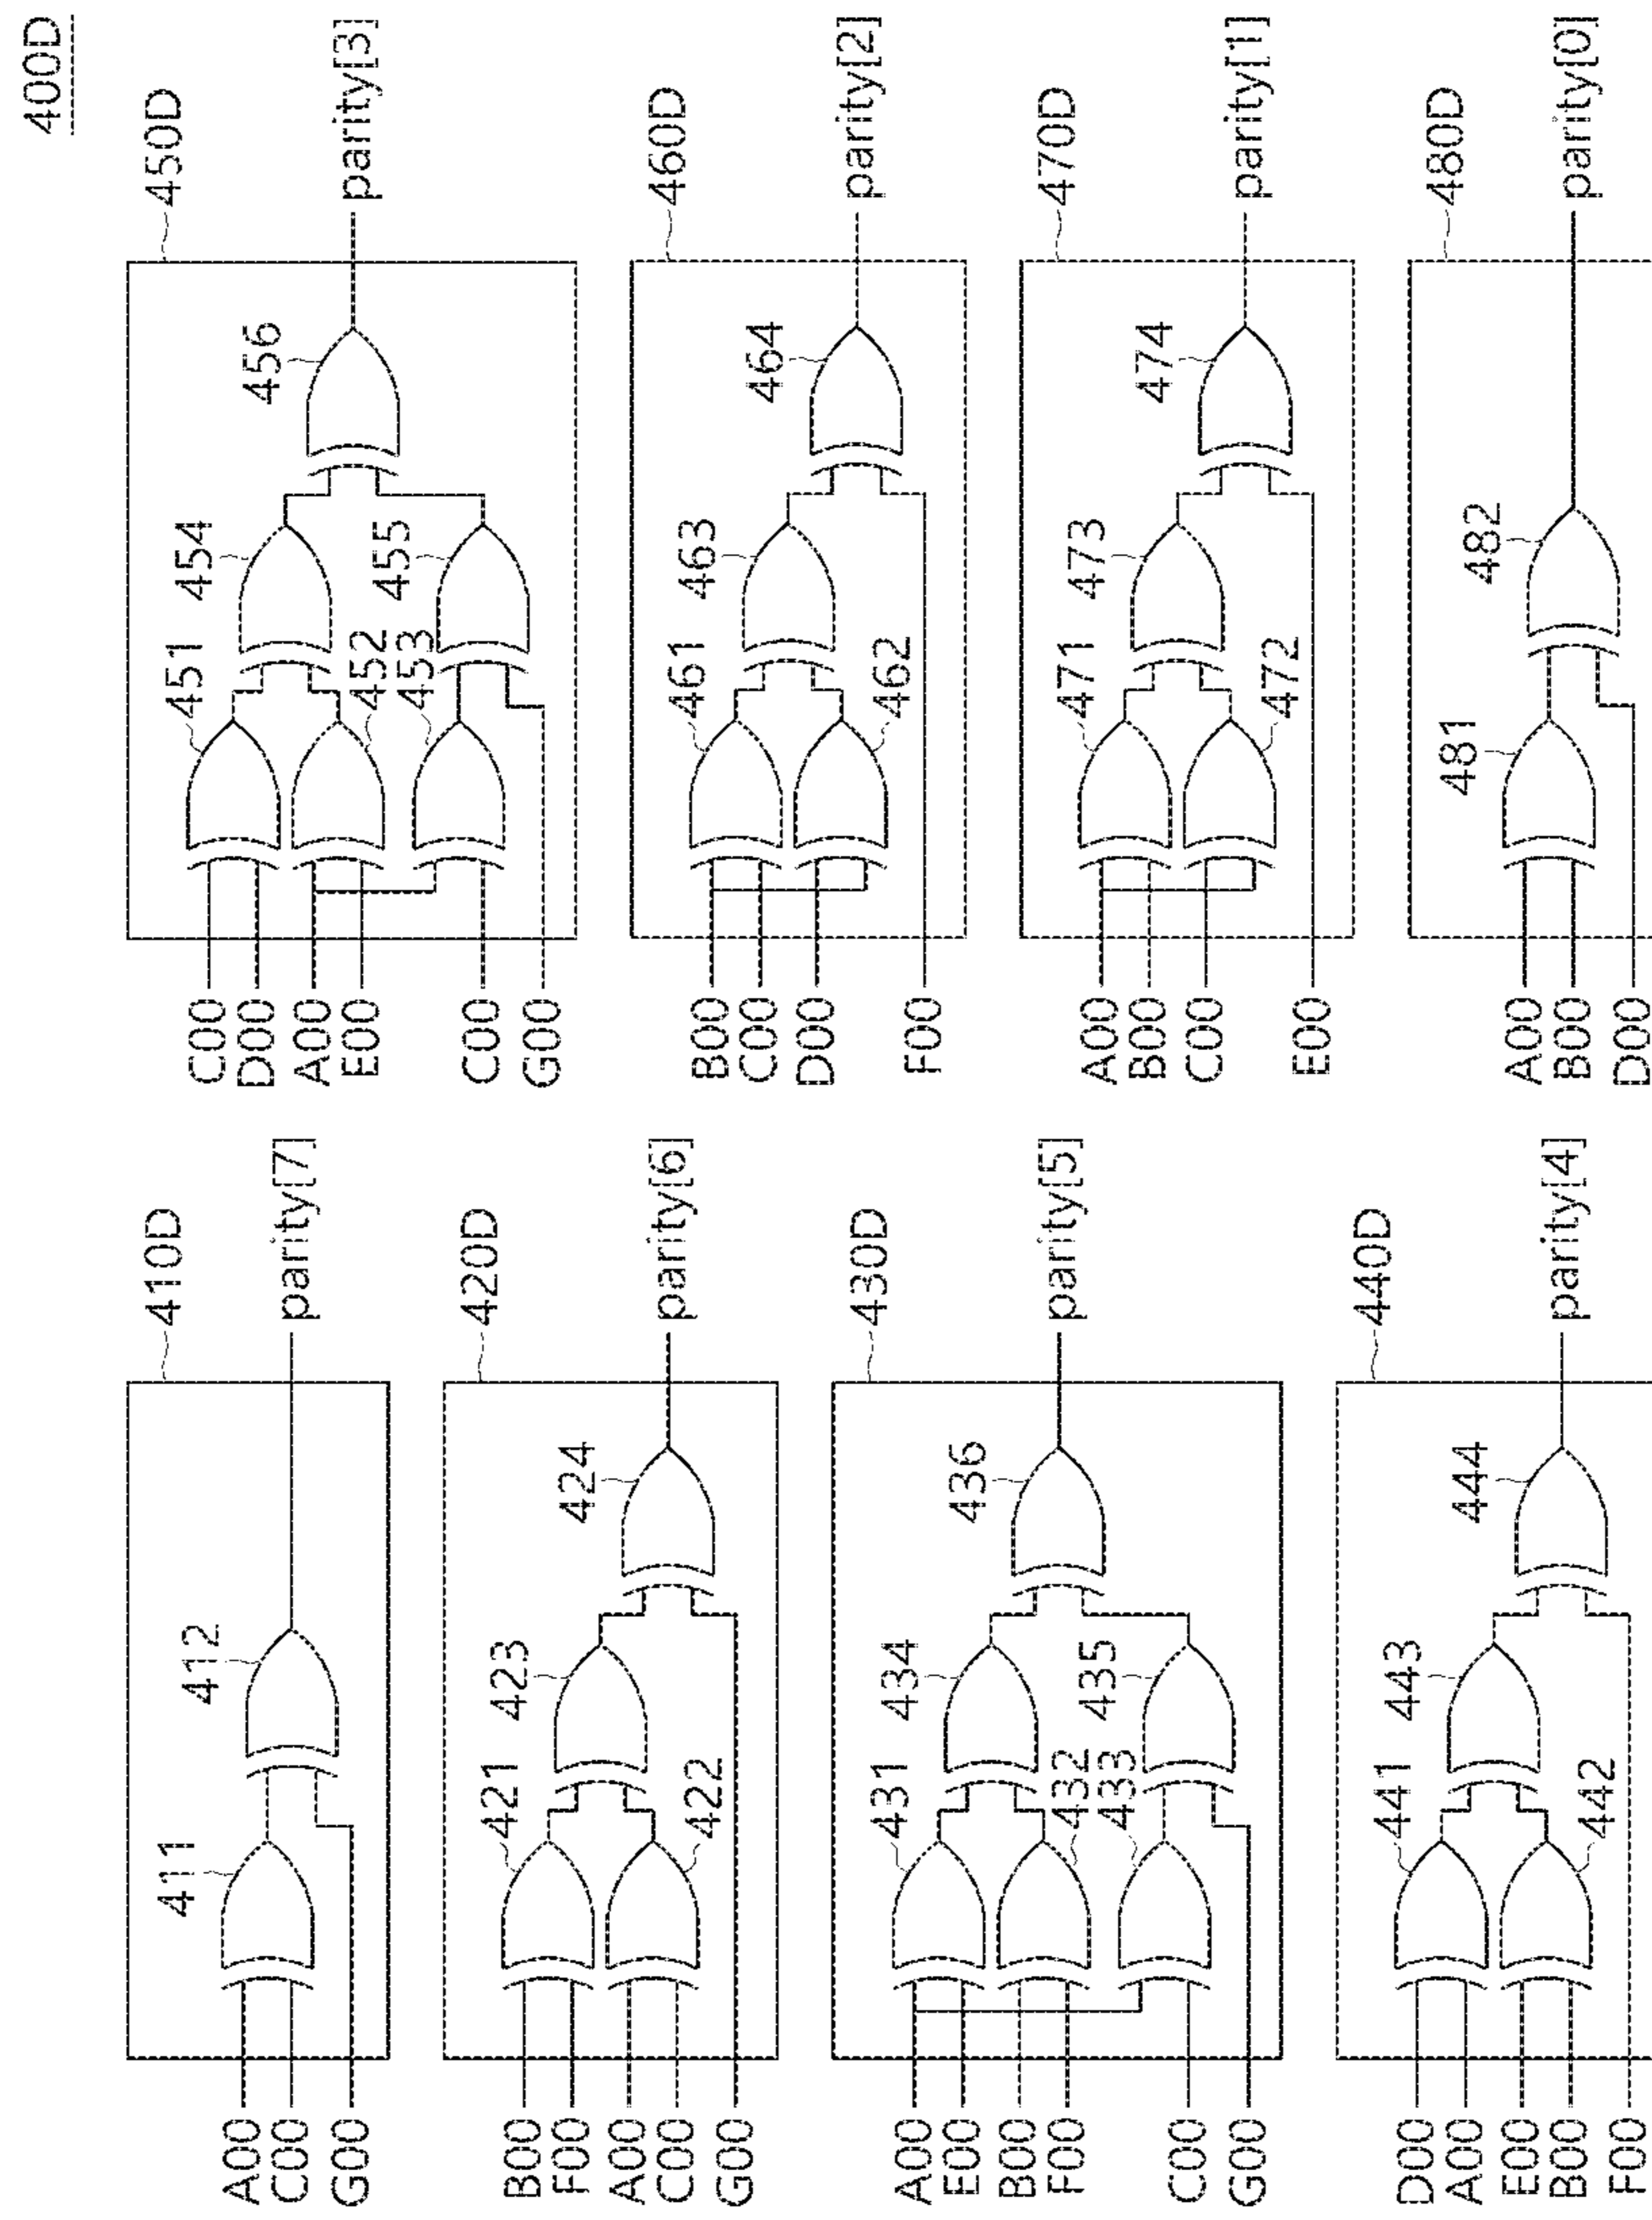 400D
410D
411
412
A00
C00
G00
parity[7]
420D
421
422
423
424
B00
F00
A00
C00
G00
parity[6]
430D
431
432
433
434
435
436
A00
E00
B00
F00
C00
G00
parity[5]
440D
441
442
443
444
D00
A00
E00
B00
F00
parity[4]
450D
451
452
453
454
455
456
C00
D00
A00
E00
C00
G00
parity[3]
460D
461
462
463
464
B00
C00
D00
F00
parity[2]
470D
471
472
473
474
A00
B00
C00
E00
parity[1]
480D
481
482
A00
B00
D00
parity[0]